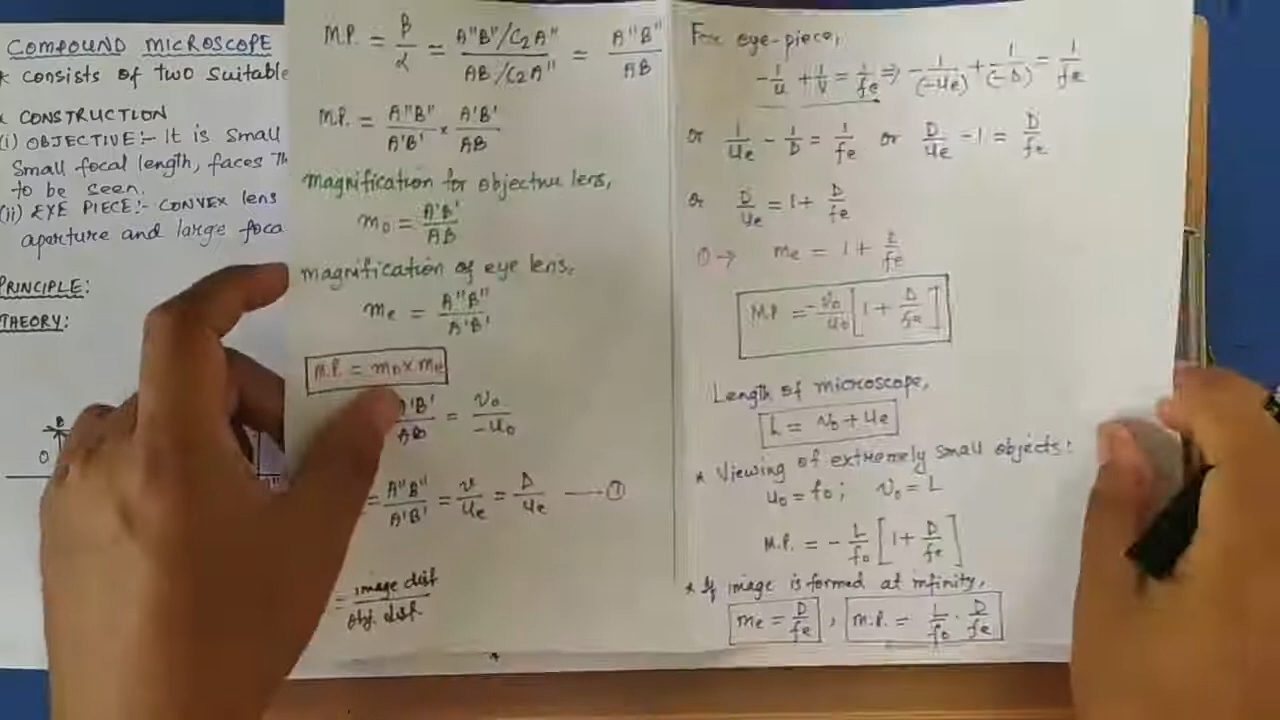 COMPOUND MICROSCOPE
* consists of two suitable
* CONSTRUCTION
(i) OBJECTIVE:- It is small
Small focal length, faces Th
to be seen.
(ii) EYE PIECE:- CONVEX lens
aperture and large foca
PRINCIPLE:
THEORY:
B
O
M.P. = β/α = A"B"/C₂A" / AB/C₂A" = A"B"/AB
M.P. = A"B"/A'B' × A'B'/AB
magnification for objective lens,
m₀ = A'B'/AB
magnification of eye lens,
mₑ = A"B"/A'B'
M.P. = m₀ × mₑ
A'B'/AB = v₀/-u₀
= A"B"/A'B' = v/uₑ = D/uₑ —— ①
= image dist/obj. dist
For eye-piece,
-1/u + 1/v = 1/fe ⇒ -1/(-uₑ) + 1/(-D) = 1/fe
or 1/uₑ - 1/D = 1/fe or D/uₑ - 1 = D/fe
or D/uₑ = 1 + D/fe
①→ mₑ = 1 + D/fe
M.P. = -v₀/u₀ [1 + D/fe]
Length of microscope,
L = v₀ + uₑ
* Viewing of extremely small objects:
u₀ = f₀; v₀ = L
M.P. = - L/f₀ [1 + D/fe]
* If image is formed at infinity,
mₑ = D/fe , M.P. = L/f₀ · D/fe